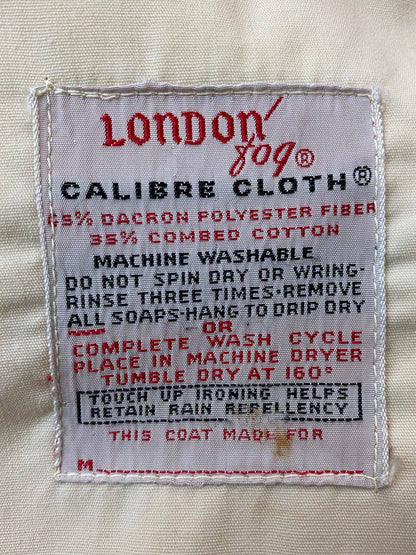 LONDON
fog®
CALIBRE CLOTH®
65% DACRON POLYESTER FIBER
35% COMBED COTTON
MACHINE WASHABLE
DO NOT SPIN DRY OR WRING-
RINSE THREE TIMES-REMOVE
ALL SOAPS-HANG TO DRIP DRY
OR
COMPLETE WASH CYCLE
PLACE IN MACHINE DRYER
TUMBLE DRY AT 160°
TOUCH UP IRONING HELPS
RETAIN RAIN REPELLENCY
THIS COAT MADE FOR
M